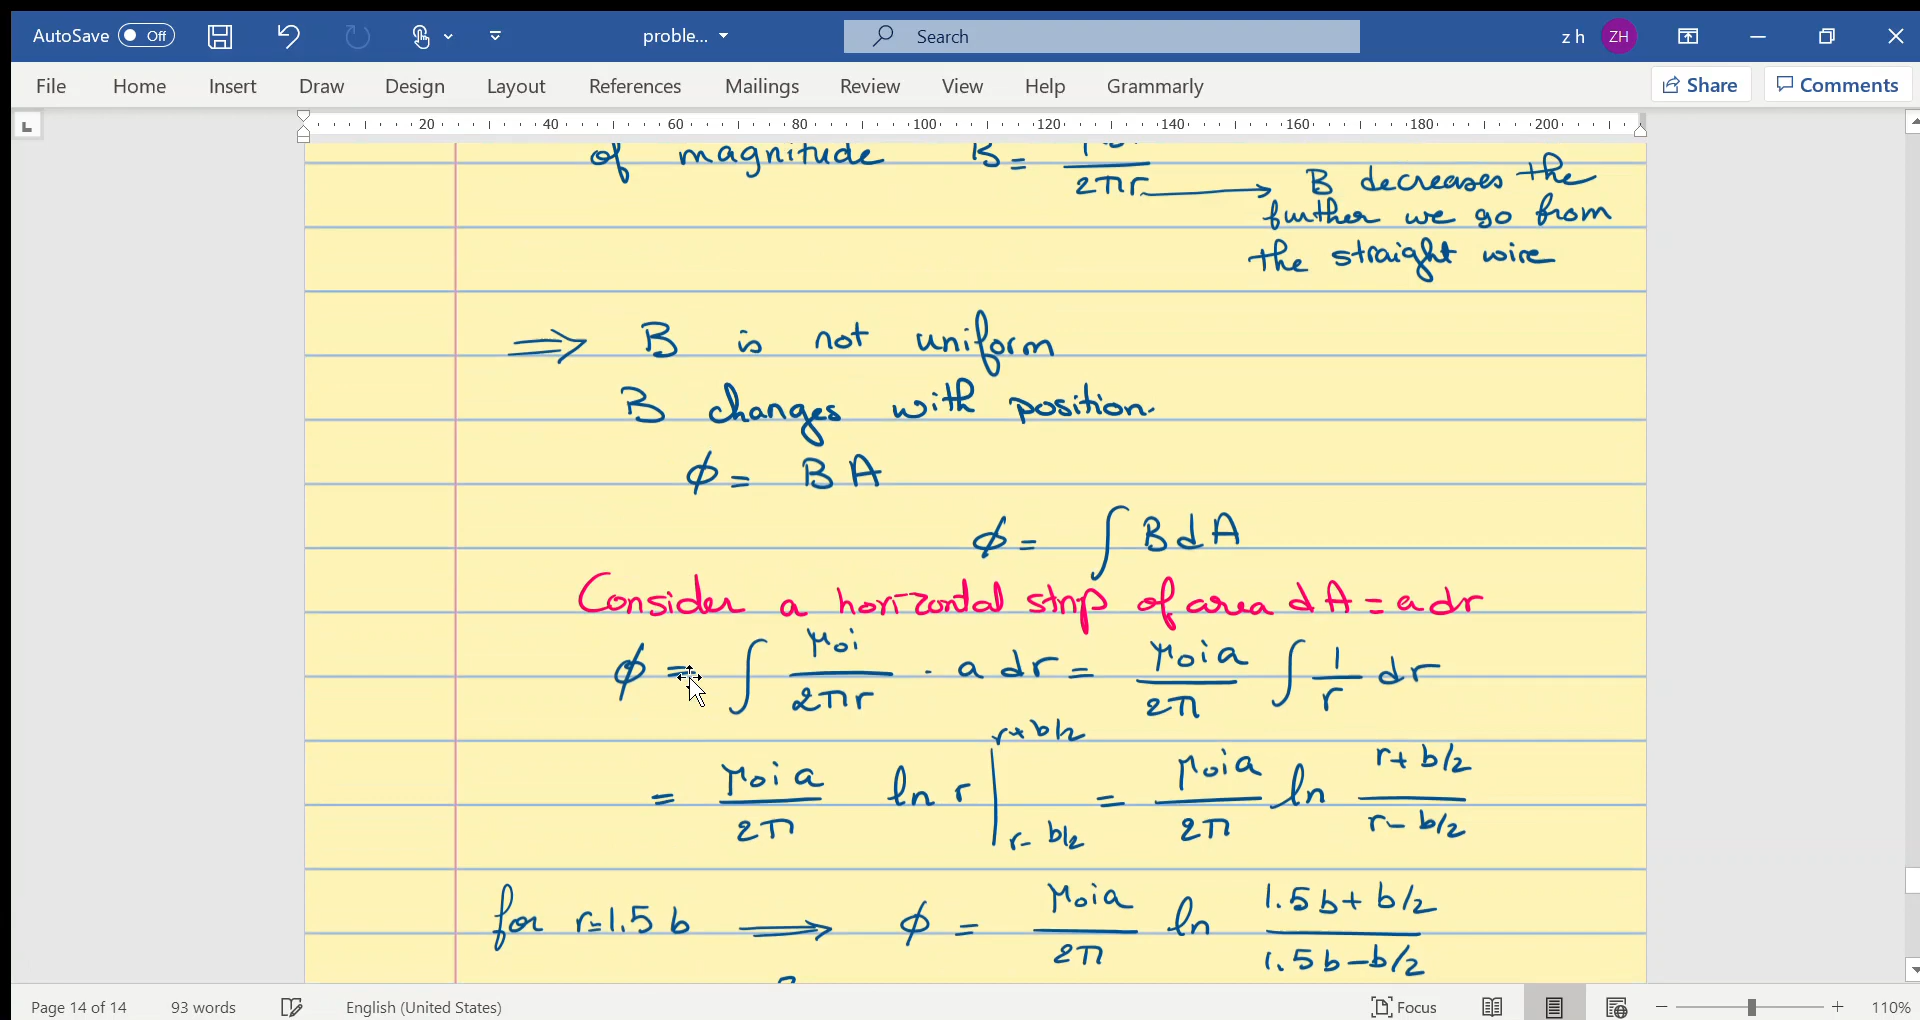 AutoSave Off proble... Search z h ZH
File Home Insert Draw Design Layout References Mailings Review View Help Grammarly Share Comments
20 40 60 80 100 120 140 160 180 200
of magnitude B = / 2πr → B decreases the
further we go from
the straight wire
⇒ B is not uniform
B changes with position.
ϕ = B A
ϕ = ∫ B d A
Consider a horizontal strip of area dA = a dr
ϕ = ∫ μ0i / 2πr . a dr = μ0ia / 2π ∫ 1/r dr
= μ0ia / 2π ln r | r+b/2 r-b/2 = μ0ia / 2π ln r+b/2 / r-b/2
for r=1.5 b ⟹ ϕ = μ0ia / 2π ln 1.5b+b/2 / 1.5b-b/2
Page 14 of 14 93 words English (United States) Focus 110%